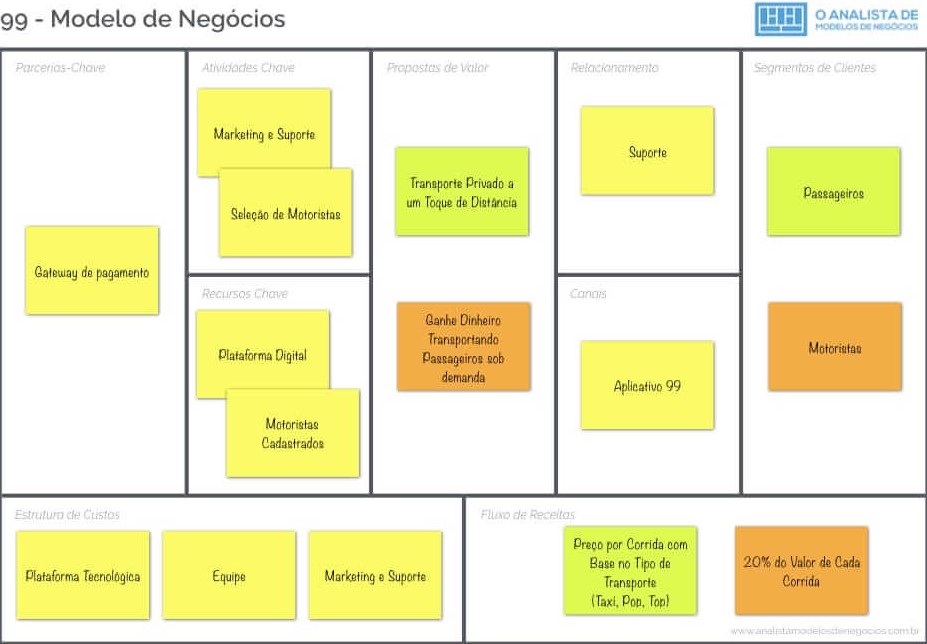 99 - Modelo de Negócios
O ANALISTA DE
MODELOS DE NEGÓCIOS
Parcerias-Chave
Gateway de pagamento
Atividades Chave
Marketing e Suporte
Seleção de Motoristas
Recursos Chave
Plataforma Digital
Motoristas
Cadastrados
Propostas de Valor
Transporte Privado a
um Toque de Distância
Ganhe Dinheiro
Transportando
Passageiros sob
demanda
Relacionamento
Suporte
Canais
Aplicativo 99
Segmentos de Clientes
Passageiros
Motoristas
Estrutura de Custos
Plataforma Tecnológica
Equipe
Marketing e Suporte
Fluxo de Receitas
Preço por Corrida com
Base no Tipo de
Transporte
(Taxi, Pop, Top)
20% do Valor de Cada
Corrida
www.analistamodelosdenegocios.com.br